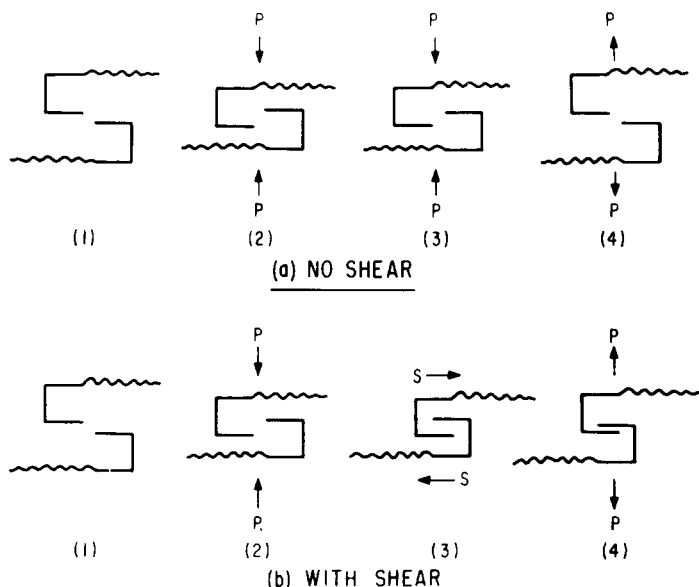 P P P
P P P
(1) (2) (3) (4)
(a) NO SHEAR
P S P
P S P
(1) (2) (3) (4)
(b) WITH SHEAR